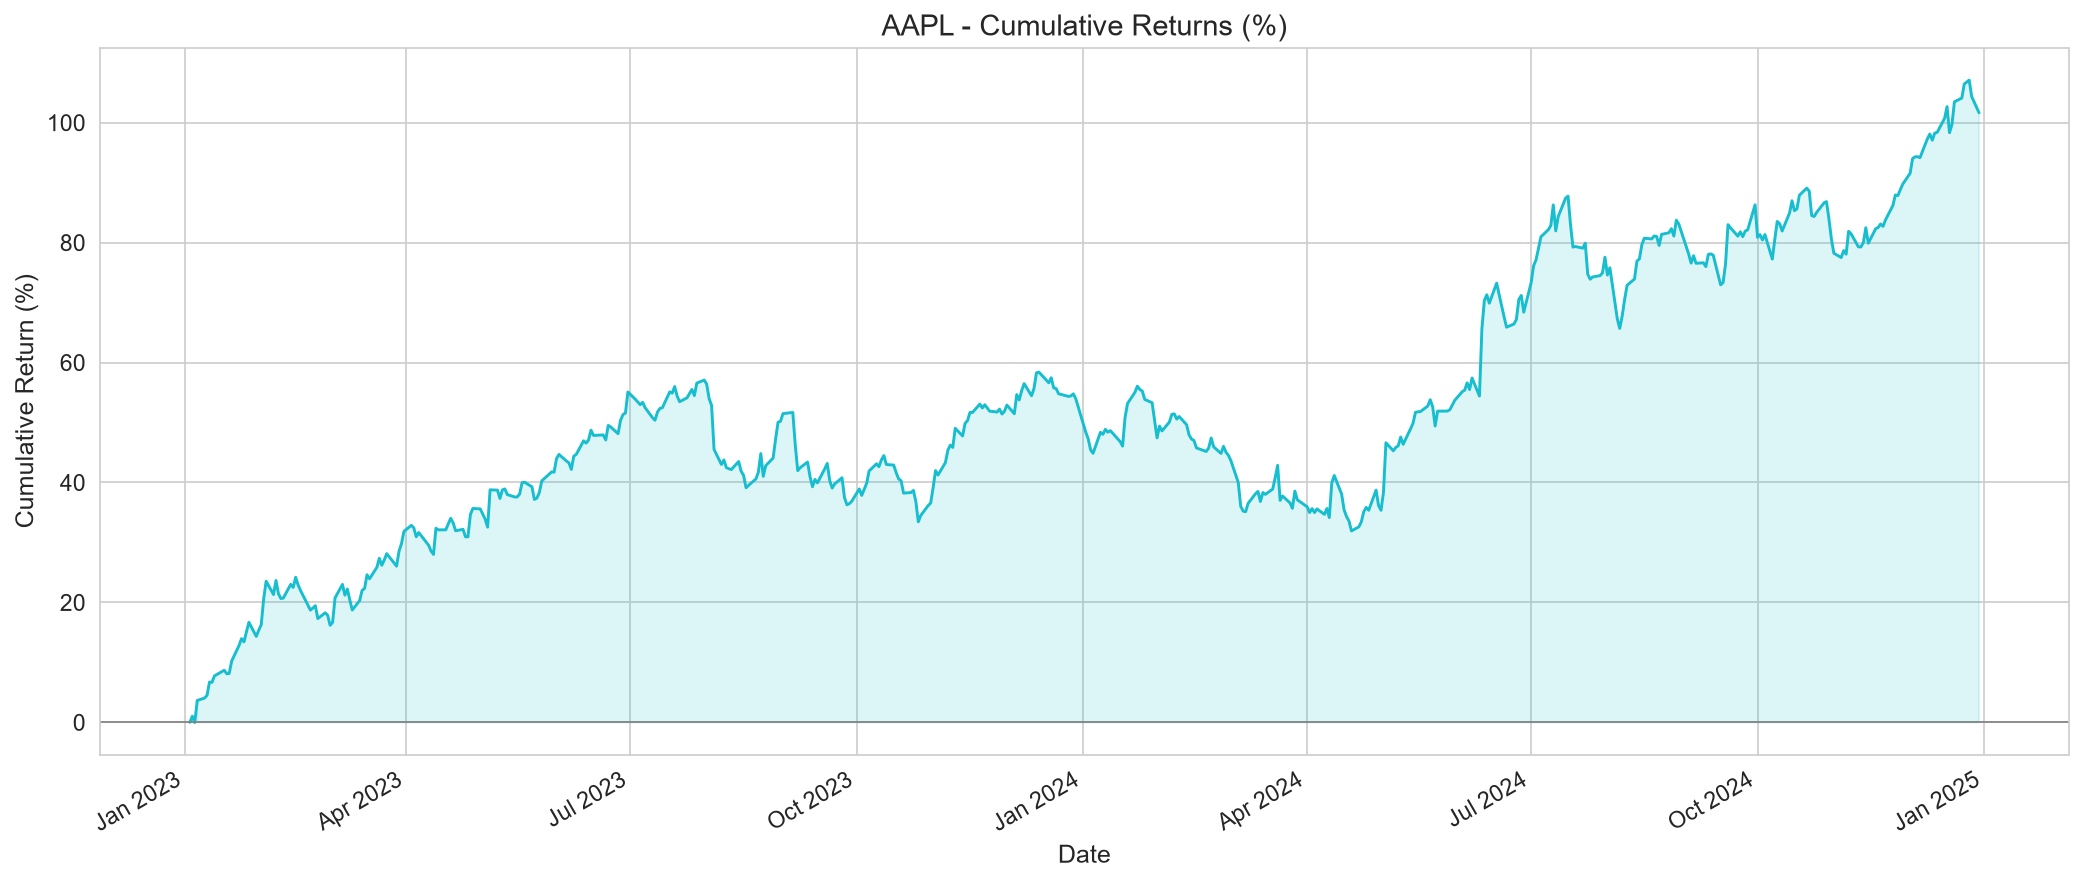 AAPL - Cumulative Returns (%)
Cumulative Return (%)
100
80
60
40
20
0
Jan 2023
Apr 2023
Jul 2023
Oct 2023
Jan 2024
Apr 2024
Jul 2024
Oct 2024
Jan 2025
Date